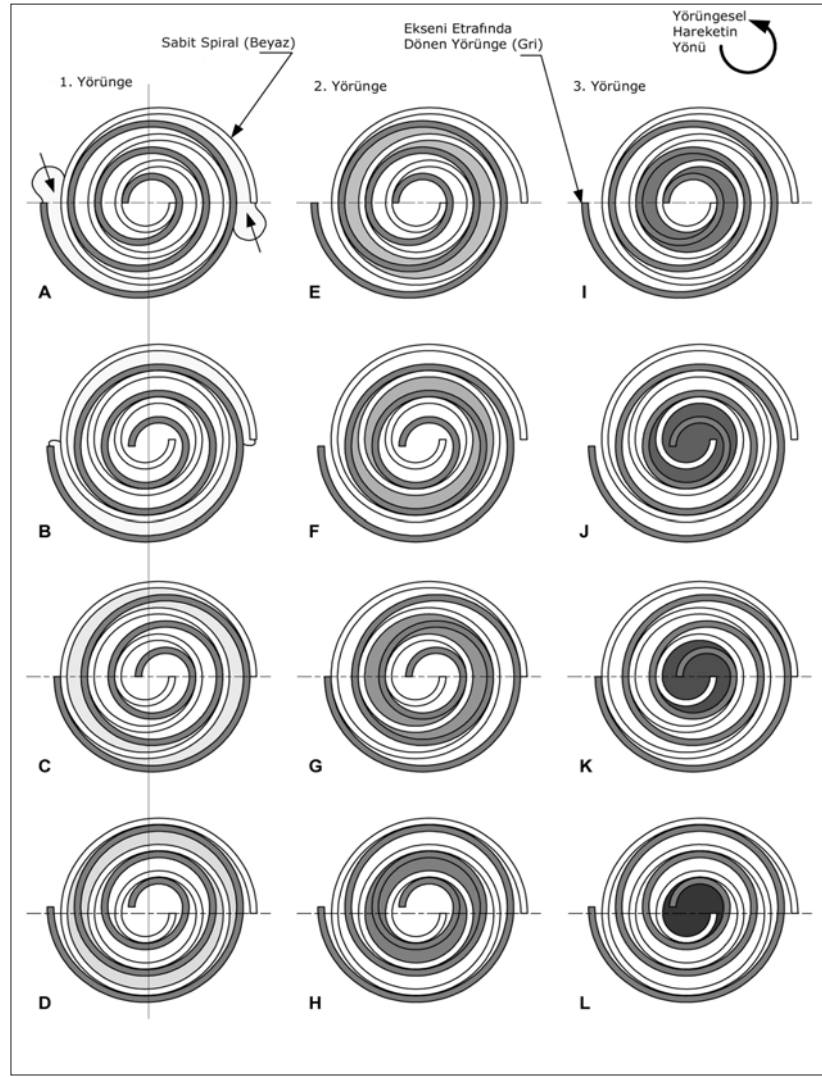 Sabit Spiral (Beyaz)
Ekseni Etrafında
Dönen Yörünge (Gri)
Yörüngesel
Hareketin
Yönü
1. Yörünge
2. Yörünge
3. Yörünge
A
E
I
B
F
J
C
G
K
D
H
L